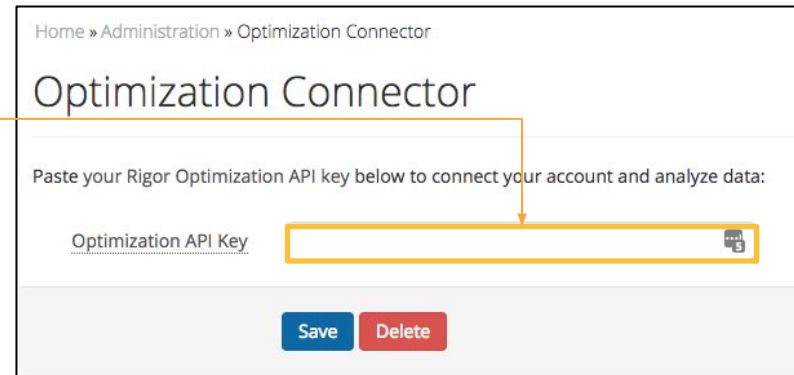 Home » Administration » Optimization Connector
Optimization Connector
Paste your Rigor Optimization API key below to connect your account and analyze data:
Optimization API Key
5
Save Delete